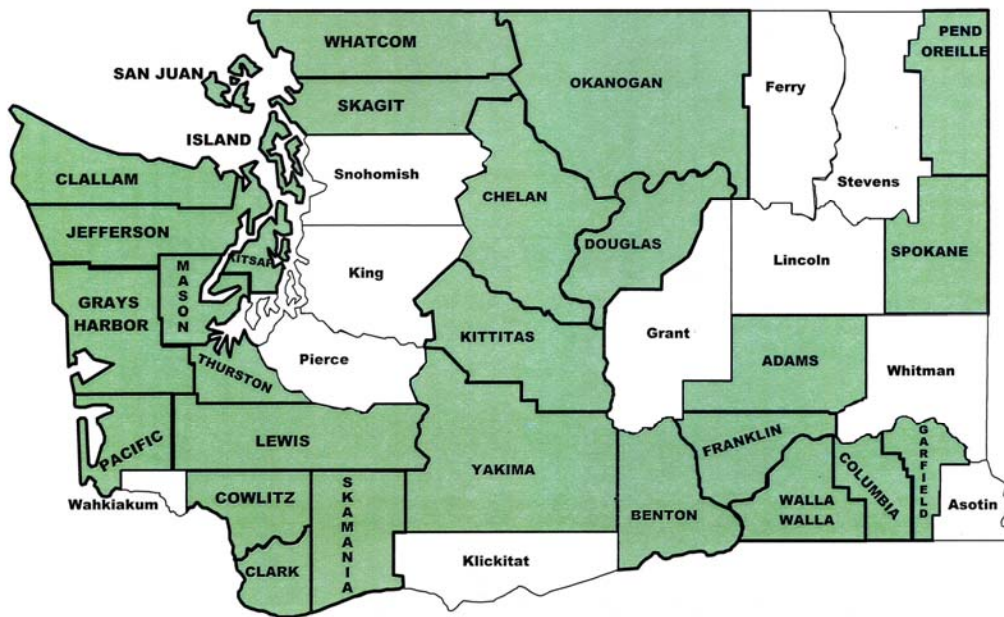 WHATCOM
PEND
OREILLE
SAN JUAN
OKANOGAN
Ferry
SKAGIT
ISLAND
Snohomish
CLALLAM
Stevens
CHELAN
JEFFERSON
DOUGLAS
SPOKANE
KITSAP
King
Lincoln
MASON
GRAYS
HARBOR
KITTITAS
Grant
Pierce
ADAMS
Whitman
THURSTON
LEWIS
PACIFIC
FRANKLIN
GARFIELD
YAKIMA
COLUMBIA
Wahkiakum
COWLITZ
SKAMANIA
WALLA
WALLA
Asotin
BENTON
Klickitat
CLARK